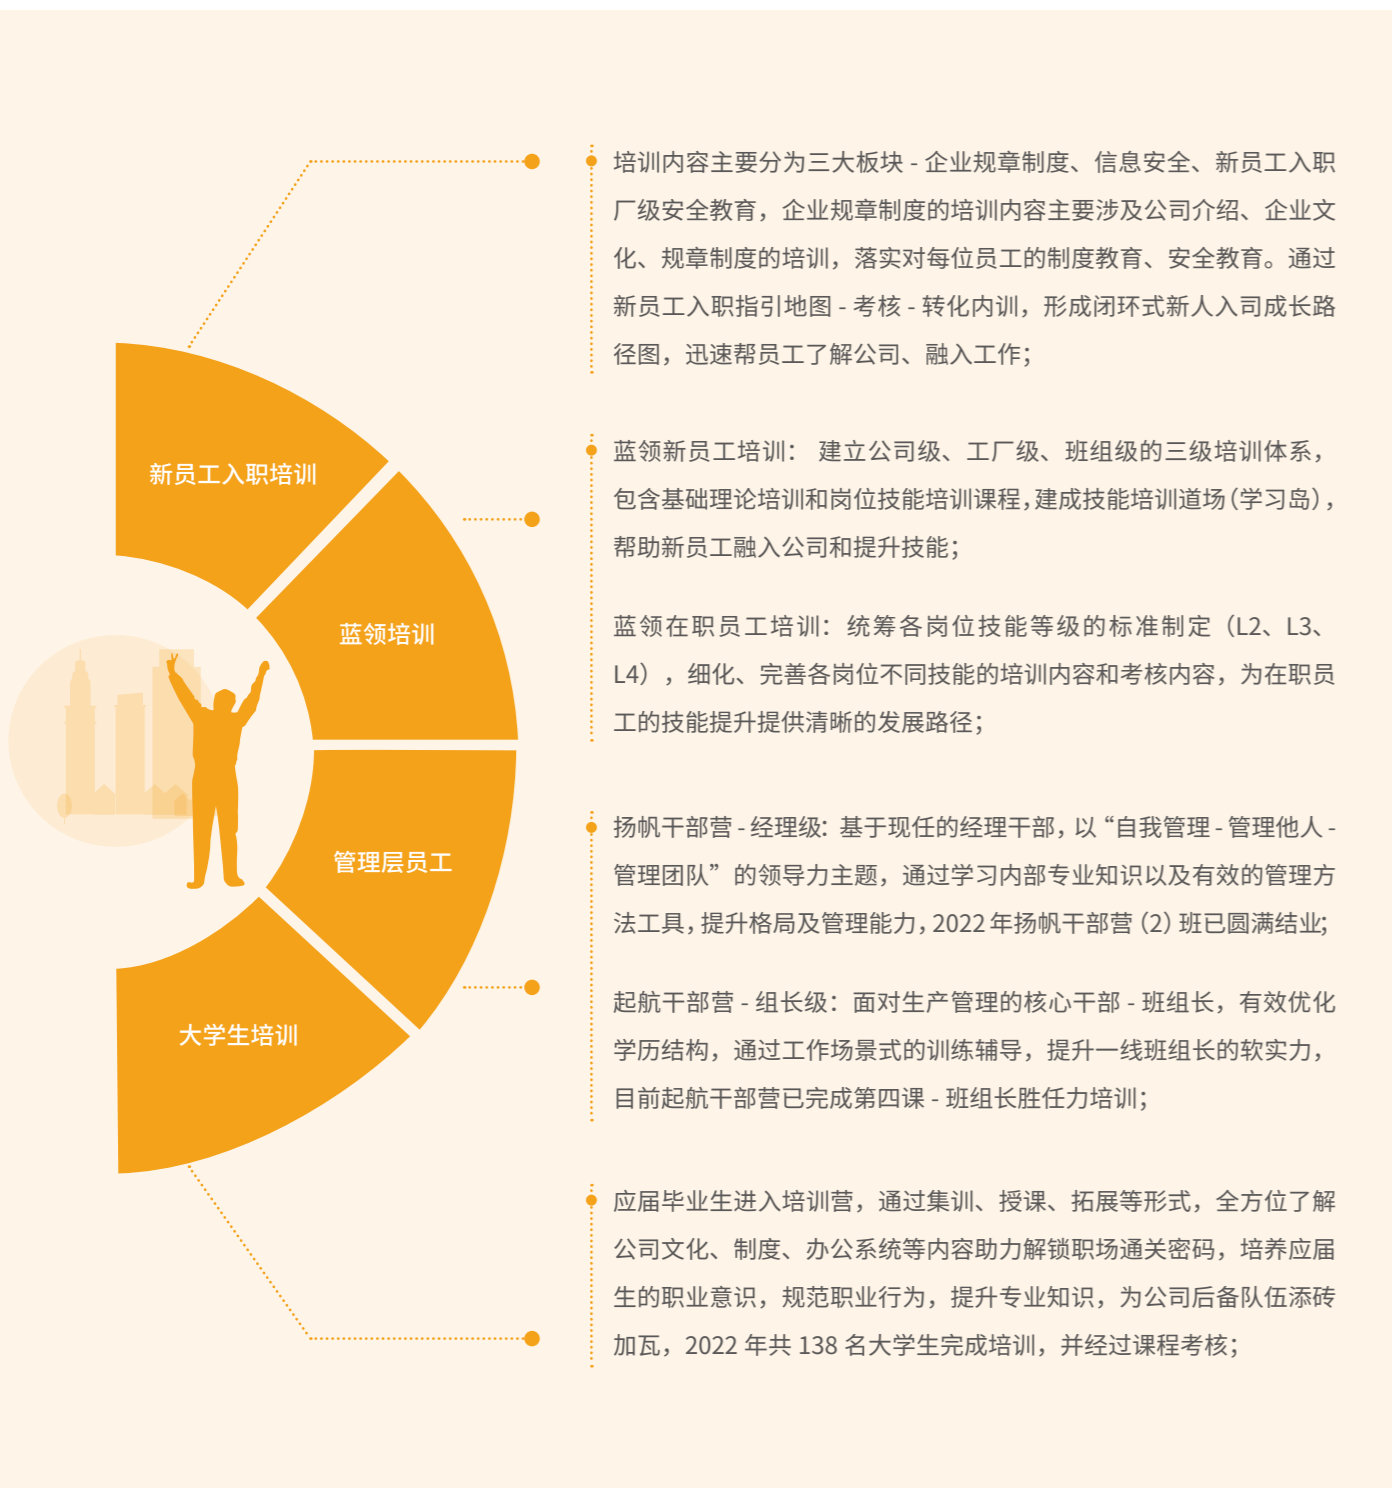 新员工入职培训
培训内容主要分为三大板块 - 企业规章制度、信息安全、新员工入职
厂级安全教育，企业规章制度的培训内容主要涉及公司介绍、企业文
化、规章制度的培训，落实对每位员工的制度教育、安全教育。通过
新员工入职指引地图 - 考核 - 转化内训，形成闭环式新人入司成长路
径图，迅速帮员工了解公司、融入工作；
蓝领培训
蓝领新员工培训： 建立公司级、工厂级、班组级的三级培训体系，
包含基础理论培训和岗位技能培训课程，建成技能培训道场（学习岛），
帮助新员工融入公司和提升技能；
蓝领在职员工培训：统筹各岗位技能等级的标准制定（L2、L3、
L4），细化、完善各岗位不同技能的培训内容和考核内容，为在职员
工的技能提升提供清晰的发展路径；
管理层员工
扬帆干部营 - 经理级：基于现任的经理干部，以“自我管理 - 管理他人 -
管理团队”的领导力主题，通过学习内部专业知识以及有效的管理方
法工具，提升格局及管理能力，2022 年扬帆干部营（2）班已圆满结业；
起航干部营 - 组长级：面对生产管理的核心干部 - 班组长，有效优化
学历结构，通过工作场景式的训练辅导，提升一线班组长的软实力，
目前起航干部营已完成第四课 - 班组长胜任力培训；
大学生培训
应届毕业生进入培训营，通过集训、授课、拓展等形式，全方位了解
公司文化、制度、办公系统等内容助力解锁职场通关密码，培养应届
生的职业意识，规范职业行为，提升专业知识，为公司后备队伍添砖
加瓦，2022 年共 138 名大学生完成培训，并经过课程考核；